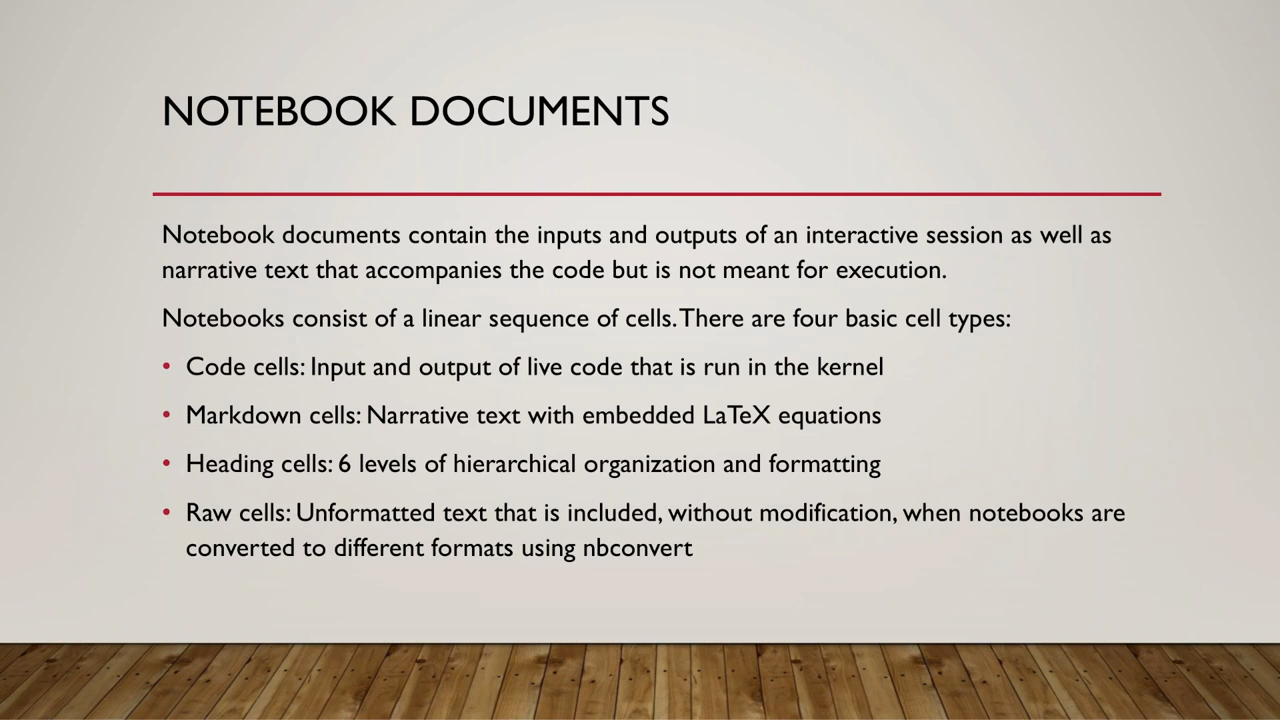 NOTEBOOK DOCUMENTS
Notebook documents contain the inputs and outputs of an interactive session as well as
narrative text that accompanies the code but is not meant for execution.
Notebooks consist of a linear sequence of cells. There are four basic cell types:
• Code cells: Input and output of live code that is run in the kernel
• Markdown cells: Narrative text with embedded LaTeX equations
• Heading cells: 6 levels of hierarchical organization and formatting
• Raw cells: Unformatted text that is included, without modification, when notebooks are
converted to different formats using nbconvert